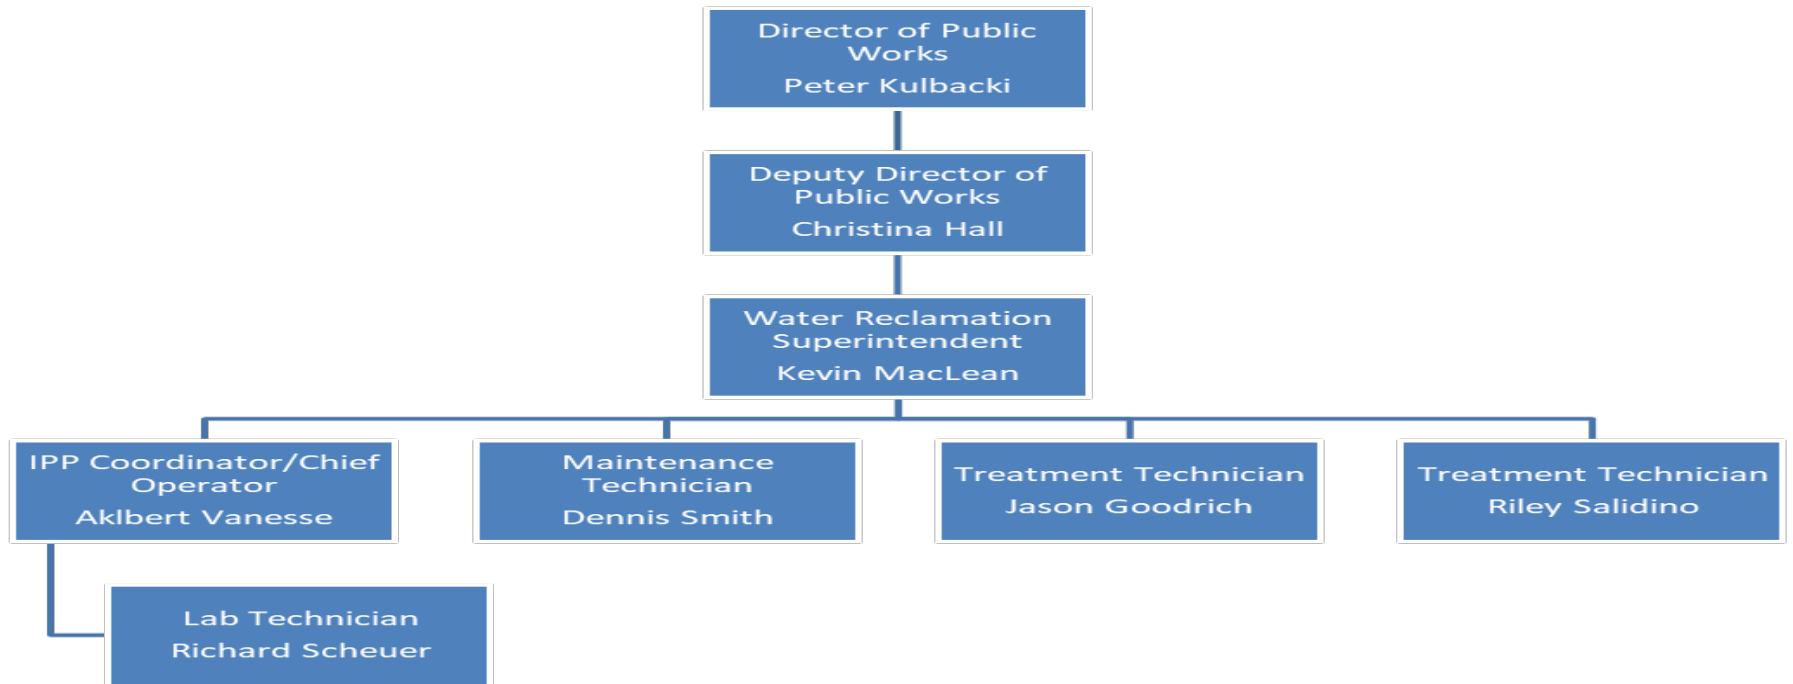 Director of Public
Works
Peter Kulbacki
Deputy Director of
Public Works
Christina Hall
Water Reclamation
Superintendent
Kevin MacLean
IPP Coordinator/Chief
Operator
Aklbert Vanesse
Maintenance
Technician
Dennis Smith
Treatment Technician
Jason Goodrich
Treatment Technician
Riley Salidino
Lab Technician
Richard Scheuer